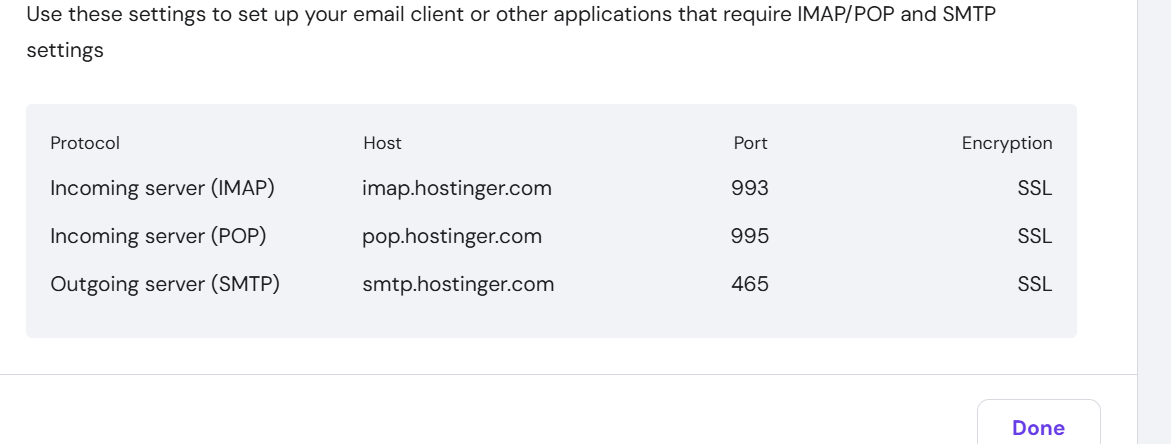 Use these settings to set up your email client or other applications that require IMAP/POP and SMTP
settings
Protocol Host Port Encryption
Incoming server (IMAP) imap.hostinger.com 993 SSL
Incoming server (POP) pop.hostinger.com 995 SSL
Outgoing server (SMTP) smtp.hostinger.com 465 SSL
Done